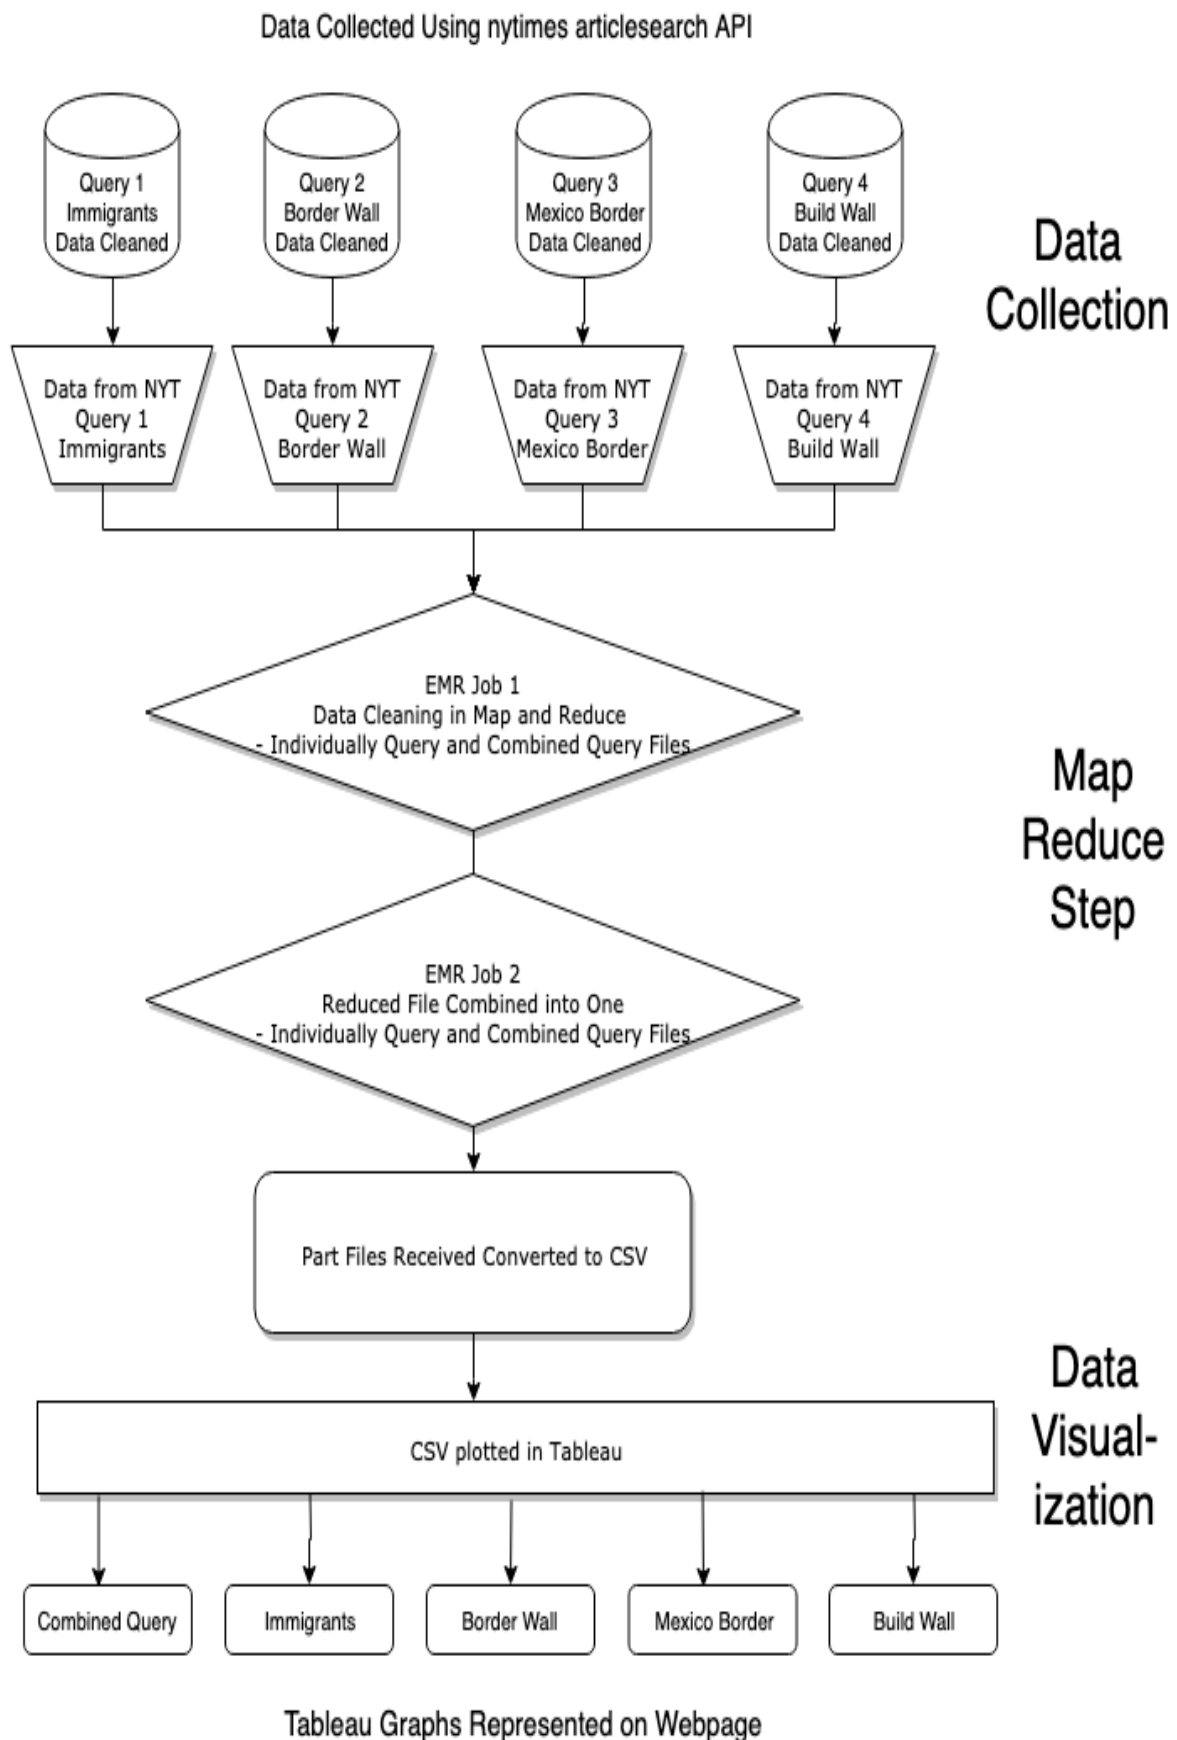 Data Collected Using nytimes articlesearch API
Query 1
Immigrants
Data Cleaned
Query 2
Border Wall
Data Cleaned
Query 3
Mexico Border
Data Cleaned
Query 4
Build Wall
Data Cleaned
Data
Collection
Data from NYT
Query 1
Immigrants
Data from NYT
Query 2
Border Wall
Data from NYT
Query 3
Mexico Border
Data from NYT
Query 4
Build Wall
EMR Job 1
Data Cleaning in Map and Reduce
- Individually Query and Combined Query Files
Map
Reduce
Step
EMR Job 2
Reduced File Combined into One
- Individually Query and Combined Query Files
Part Files Received Converted to CSV
Data
Visual-
ization
CSV plotted in Tableau
Combined Query
Immigrants
Border Wall
Mexico Border
Build Wall
Tableau Graphs Represented on Webpage